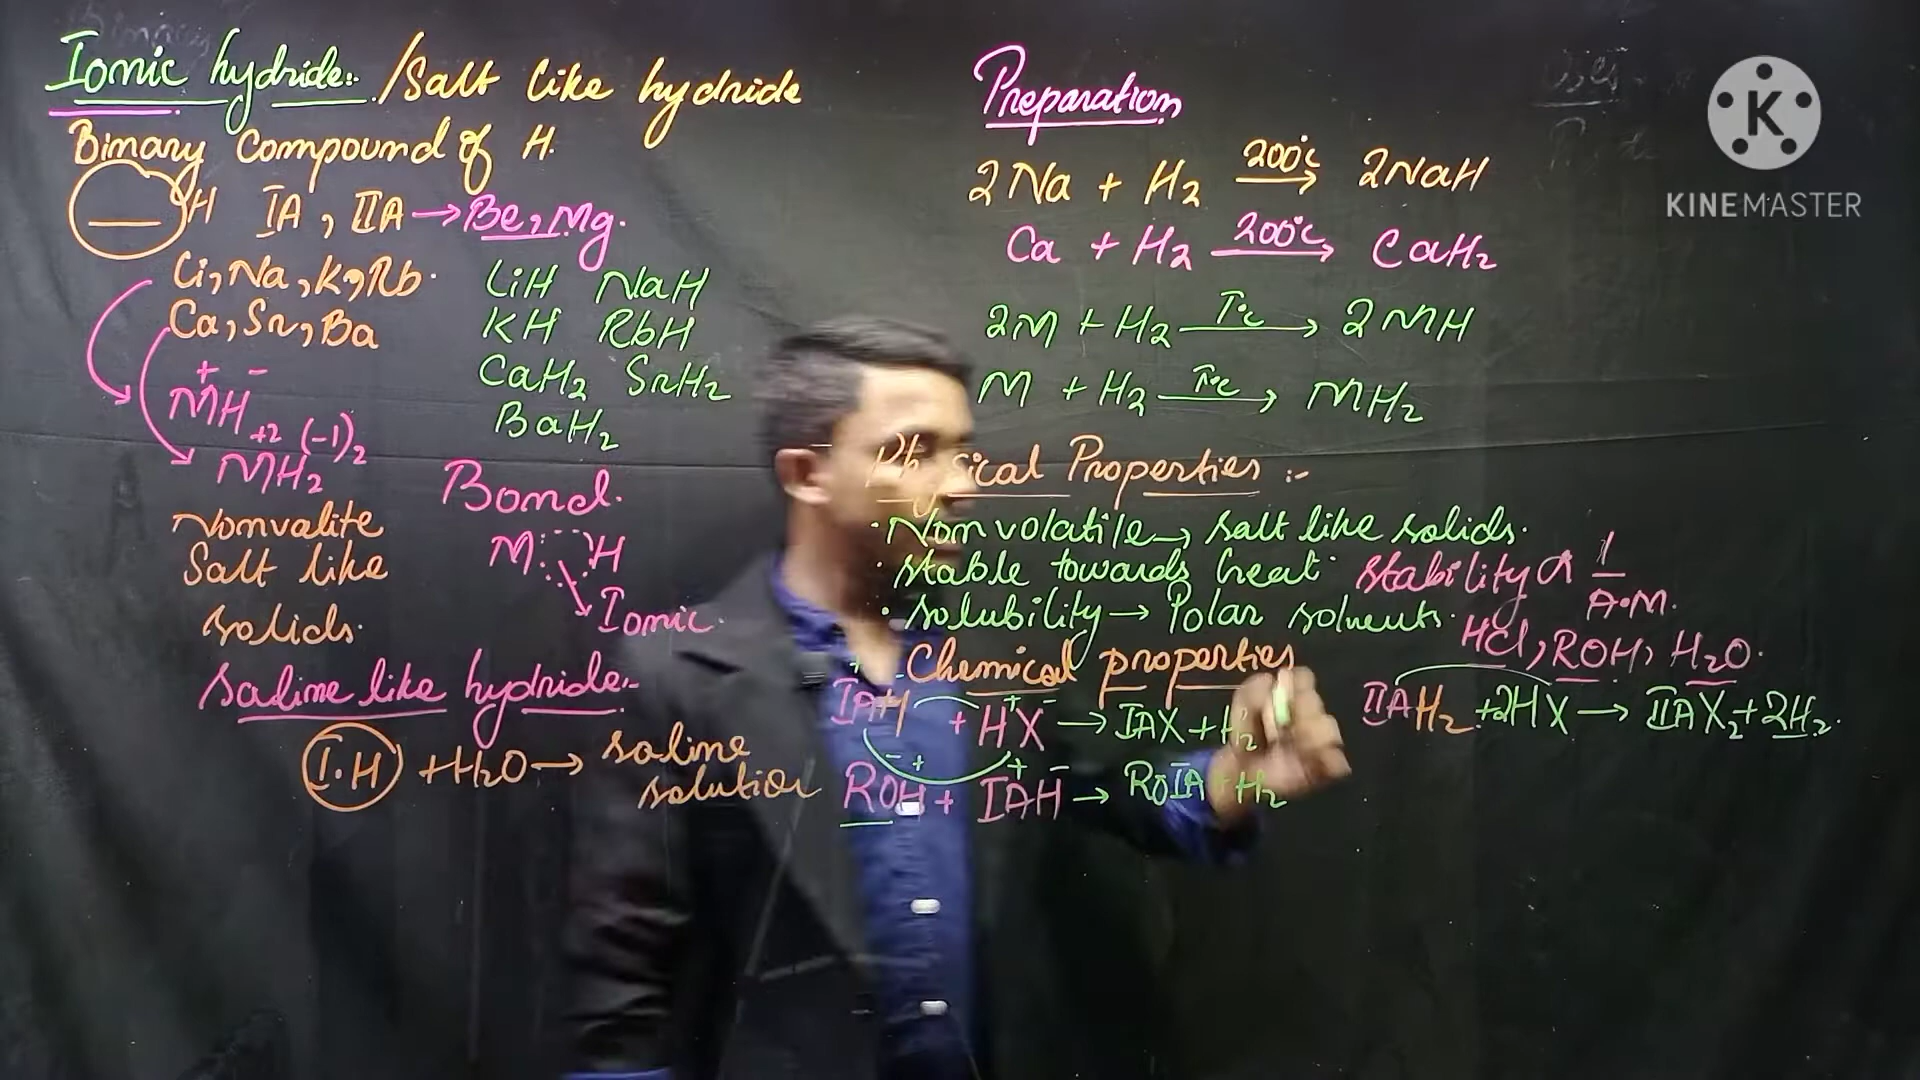 Ionic hydride:- /Salt like hydride
Binary Compound of H.
H IA, IIA → Be, Mg.
Li, Na, K, Rb.
Ca, Sr, Ba
LiH NaH
KH RbH
CaH2 SrH2
BaH2
+ -
MH
+2 (-1)2
MH2
Nonvalite
Salt like
solids.
Bond.
M H
Ionic.
Saline like hydride:-
I.H + H2O → saline
solution
Preparation
2Na + H2 200°c → 2NaH
Ca + H2 200°c → CaH2
2M + H2 T°c → 2MH
M + H2 T°c → MH2
Physical Properties :-
· Nonvolatile → salt like solids.
· stable towards heat. stability α 1/A.M.
· solubility → Polar solvents.
HCl, ROH, H2O.
Chemical properties
+ - + -
IAH + HX → IAX + H2
IIAH2 + 2HX → IIAX2 + 2H2.
- + + -
ROH + IAH → ROIA + H2
K
KINEMASTER